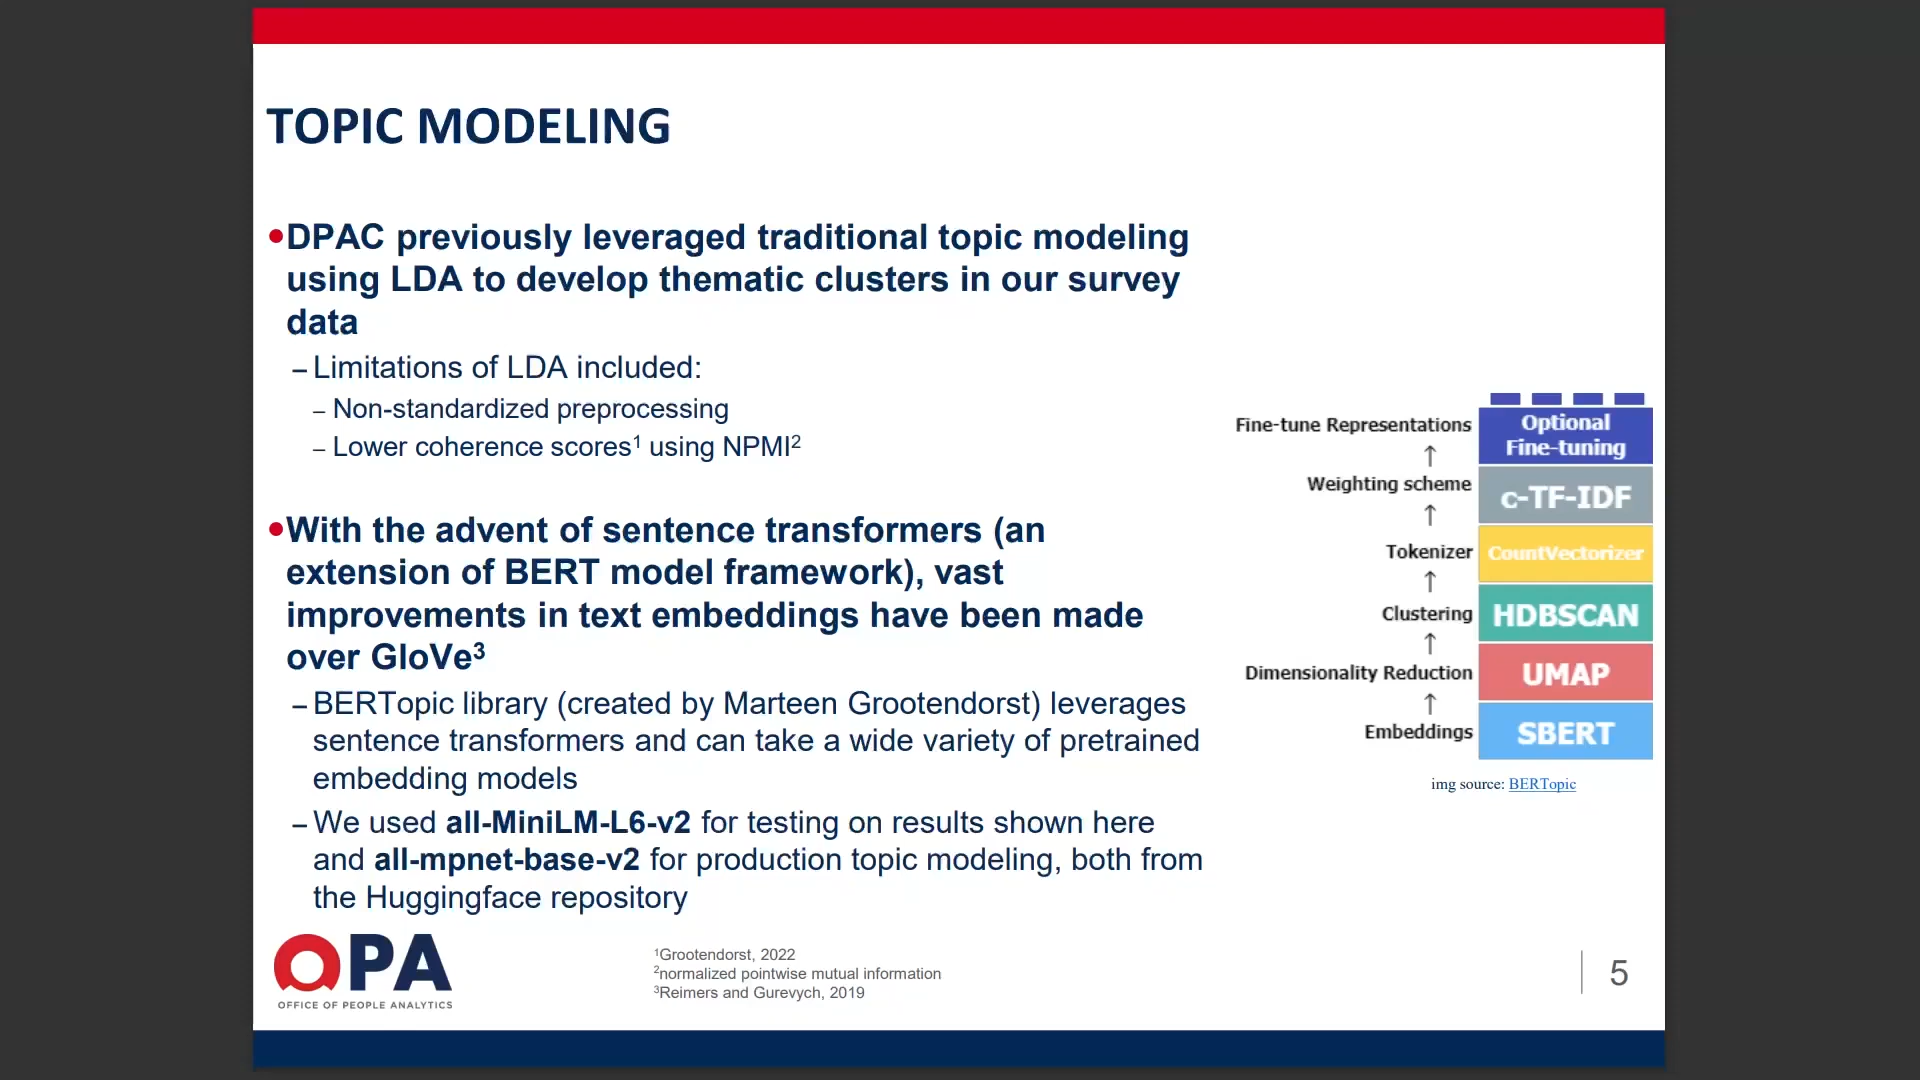 TOPIC MODELING
•DPAC previously leveraged traditional topic modeling
using LDA to develop thematic clusters in our survey
data
– Limitations of LDA included:
– Non-standardized preprocessing
– Lower coherence scores¹ using NPMI²
•With the advent of sentence transformers (an
extension of BERT model framework), vast
improvements in text embeddings have been made
over GloVe³
– BERTopic library (created by Marteen Grootendorst) leverages
sentence transformers and can take a wide variety of pretrained
embedding models
– We used all-MiniLM-L6-v2 for testing on results shown here
and all-mpnet-base-v2 for production topic modeling, both from
the Huggingface repository
Fine-tune Representations
Optional
Fine-tuning
↑
Weighting scheme
c-TF-IDF
↑
Tokenizer
CountVectorizer
↑
Clustering
HDBSCAN
↑
Dimensionality Reduction
UMAP
↑
Embeddings
SBERT
img source: BERTopic
OPA
OFFICE OF PEOPLE ANALYTICS
¹Grootendorst, 2022
²normalized pointwise mutual information
³Reimers and Gurevych, 2019
5